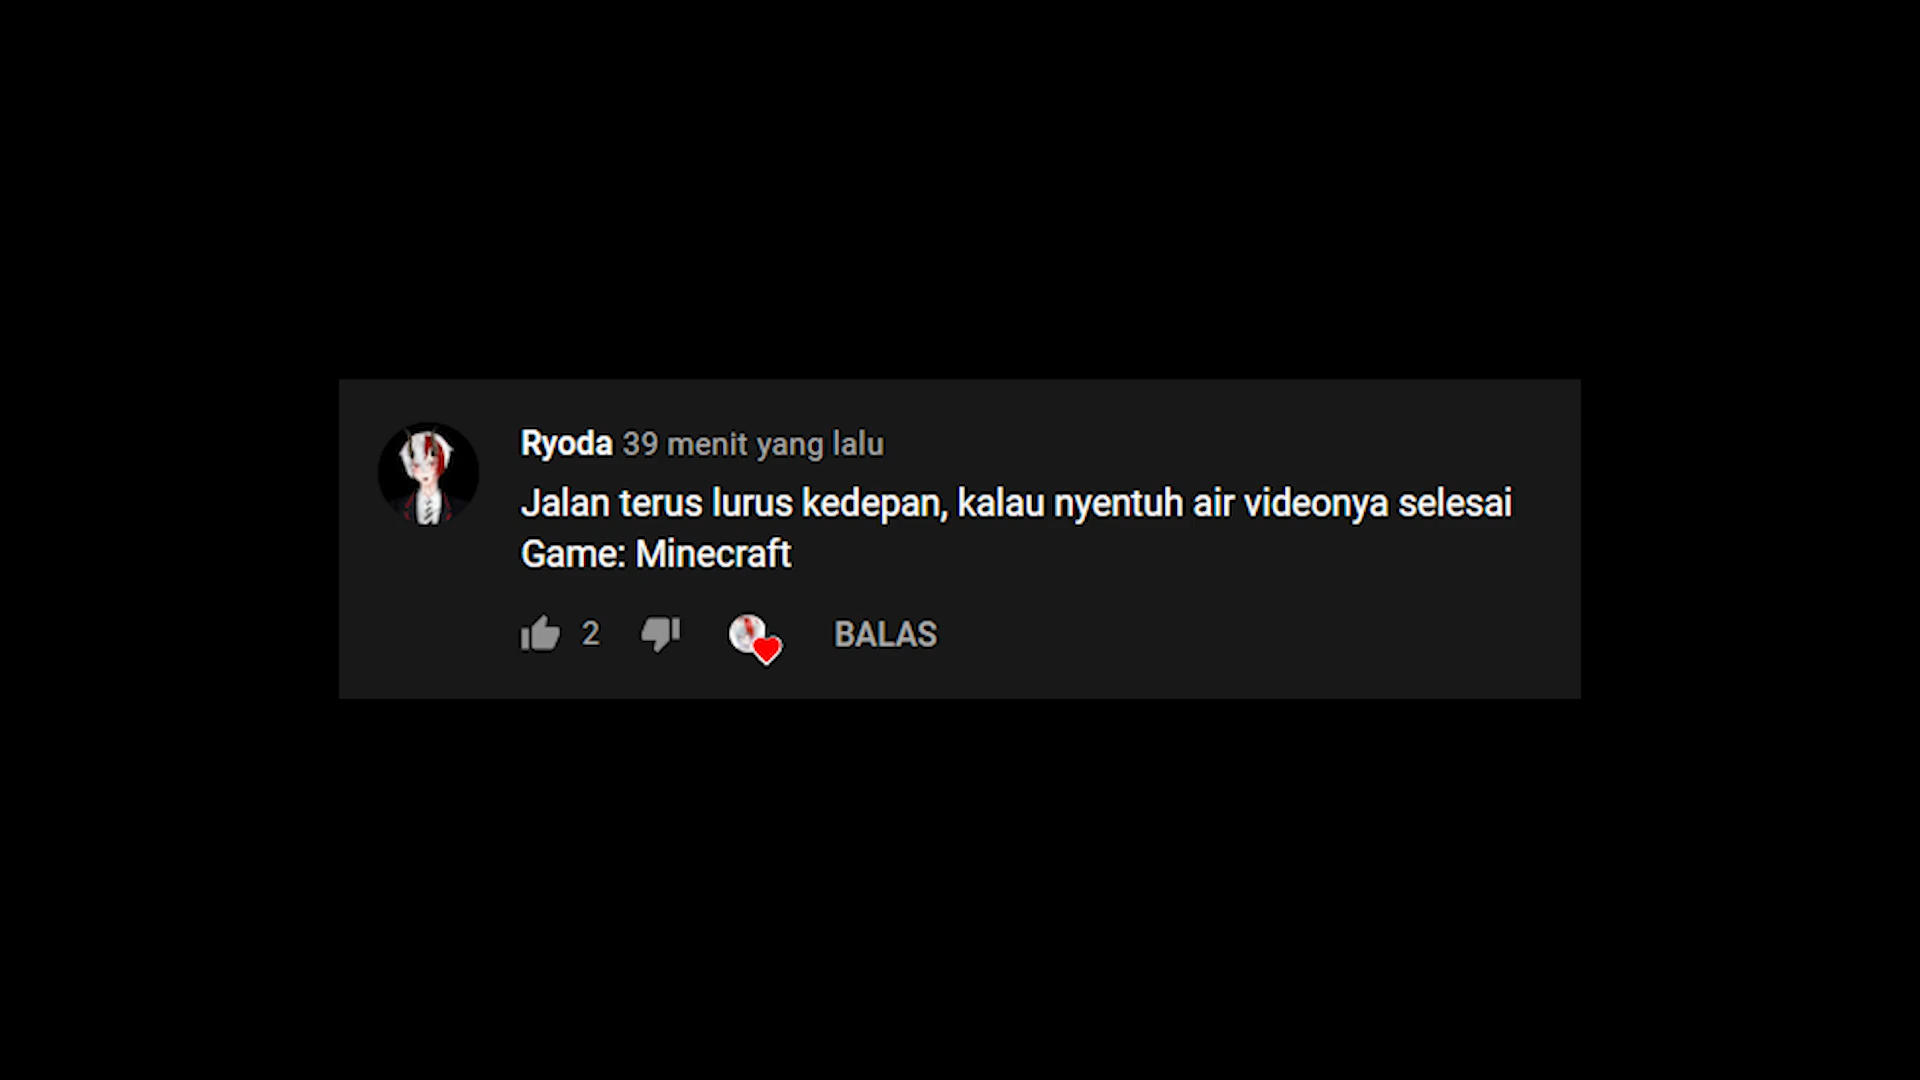 Ryoda 39 menit yang lalu
Jalan terus lurus kedepan, kalau nyentuh air videonya selesai
Game: Minecraft
2 BALAS